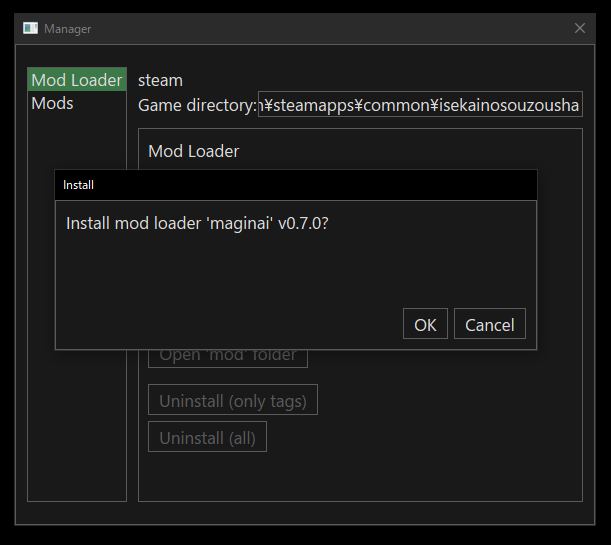 Manager
Mod Loader
Mods
steam
Game directory:
¥steamapps¥common¥isekainosouzousha
Mod Loader
Install
Install mod loader 'maginai' v0.7.0?
OK
Cancel
Open 'mod' folder
Uninstall (only tags)
Uninstall (all)